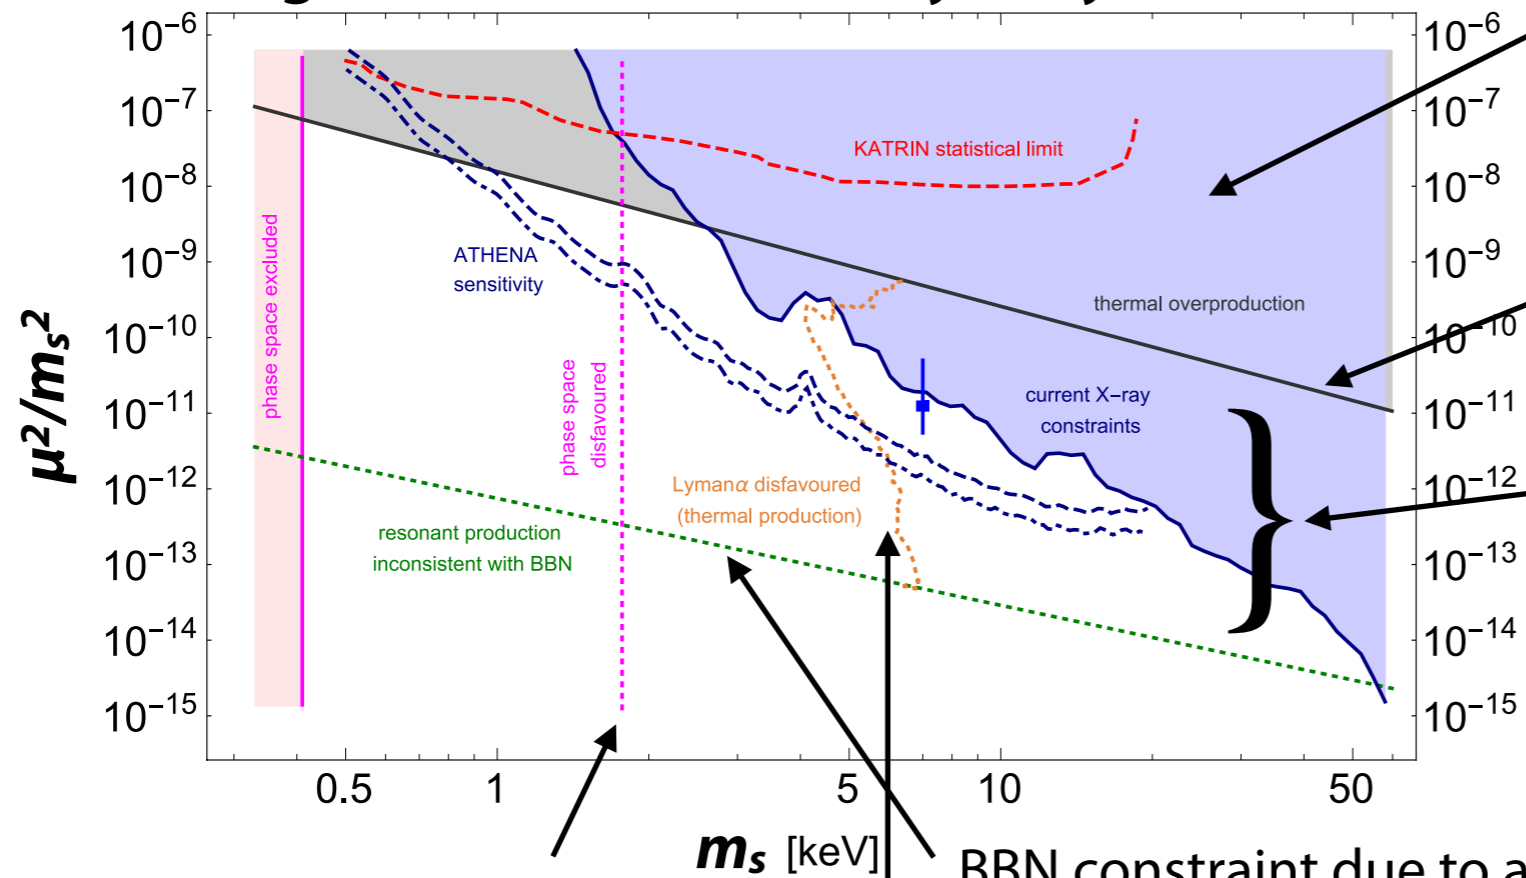 10⁻⁶
10⁻⁷
10⁻⁸
10⁻⁹
10⁻¹⁰
10⁻¹¹
10⁻¹²
10⁻¹³
10⁻¹⁴
10⁻¹⁵
μ²/mₛ²
phase space excluded
ATHENA
sensitivity
KATRIN statistical limit
thermal overproduction
phase space
disfavoured
current X−ray
constraints
Lymanα disfavoured
(thermal production)
resonant production
inconsistent with BBN
10⁻⁶
10⁻⁷
10⁻⁸
10⁻⁹
10⁻¹⁰
10⁻¹¹
10⁻¹²
10⁻¹³
10⁻¹⁴
10⁻¹⁵
0.5 1 5 10 50
mₛ [keV]
BBN constraint due to a